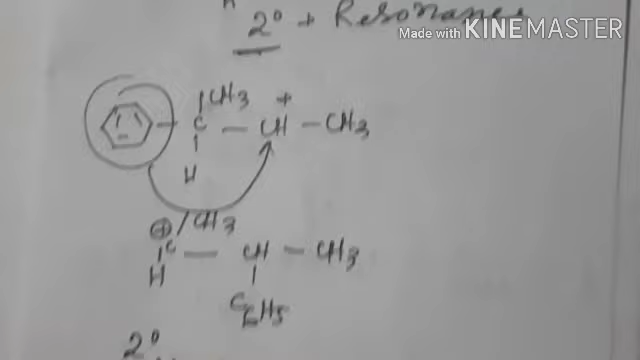 2° + Resonance
Made with KINEMASTER
CH3 +
C — CH — CH3
H
⊕ / CH3
C — CH — CH3
H
C6H5
2°